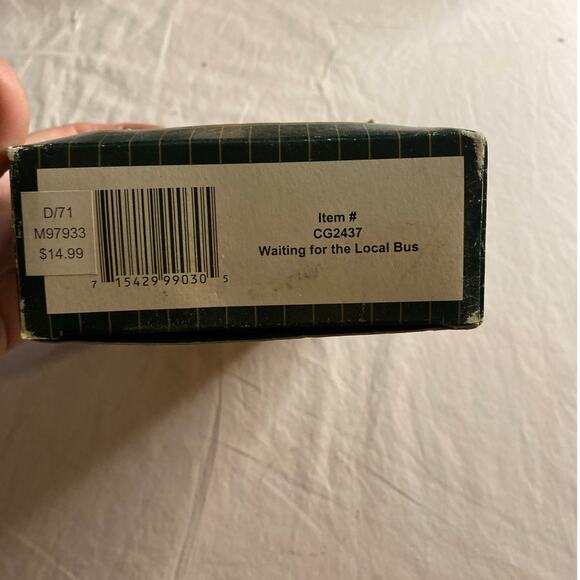 D/71
M97933
$14.99
7 15429 99030 5
Item #
CG2437
Waiting for the Local Bus